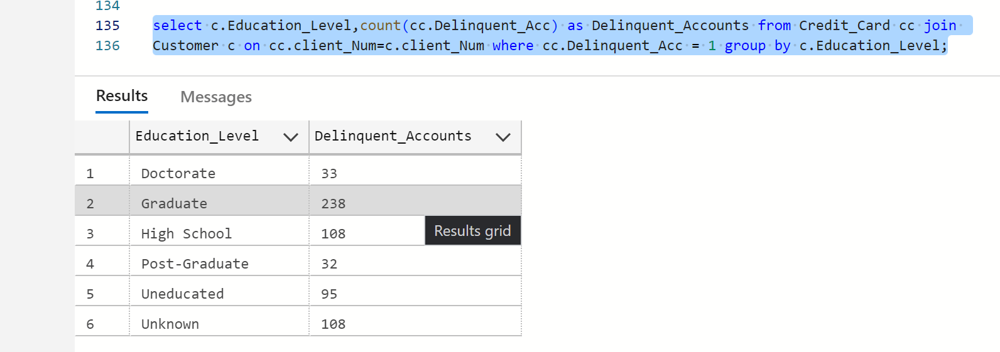 134
135 select c.Education_Level,count(cc.Delinquent_Acc) as Delinquent_Accounts from Credit_Card cc join
136 Customer c on cc.client_Num=c.client_Num where cc.Delinquent_Acc = 1 group by c.Education_Level;
Results Messages
Education_Level Delinquent_Accounts
1 Doctorate 33
2 Graduate 238
3 High School 108
Results grid
4 Post-Graduate 32
5 Uneducated 95
6 Unknown 108